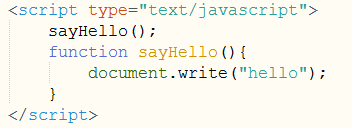 <script type="text/javascript">
    sayHello();
    function sayHello(){
        document.write("hello");
    }
</script>